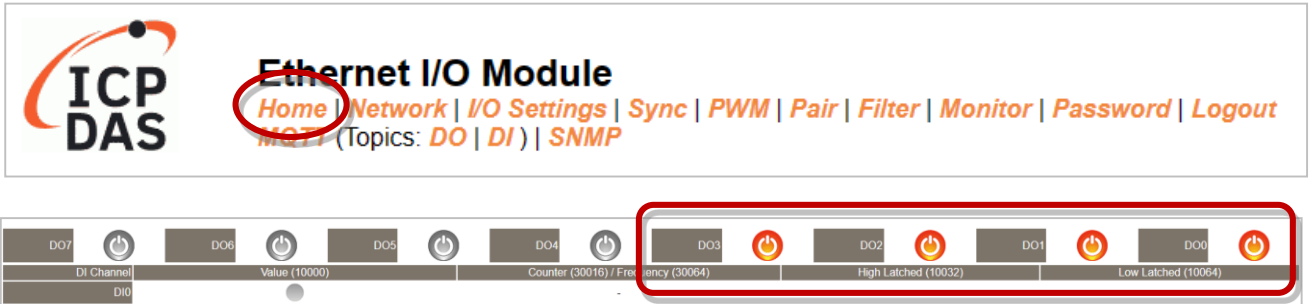 ICP
DAS
Ethernet I/O Module
Home | Network | I/O Settings | Sync | PWM | Pair | Filter | Monitor | Password | Logout
MQTT (Topics: DO | DI ) | SNMP
DO7 DO6 DO5 DO4 DO3 DO2 DO1 DO0
DI Channel Value (10000) Counter (30016) / Frequency (30064) High Latched (10032) Low Latched (10064)
DI0 -